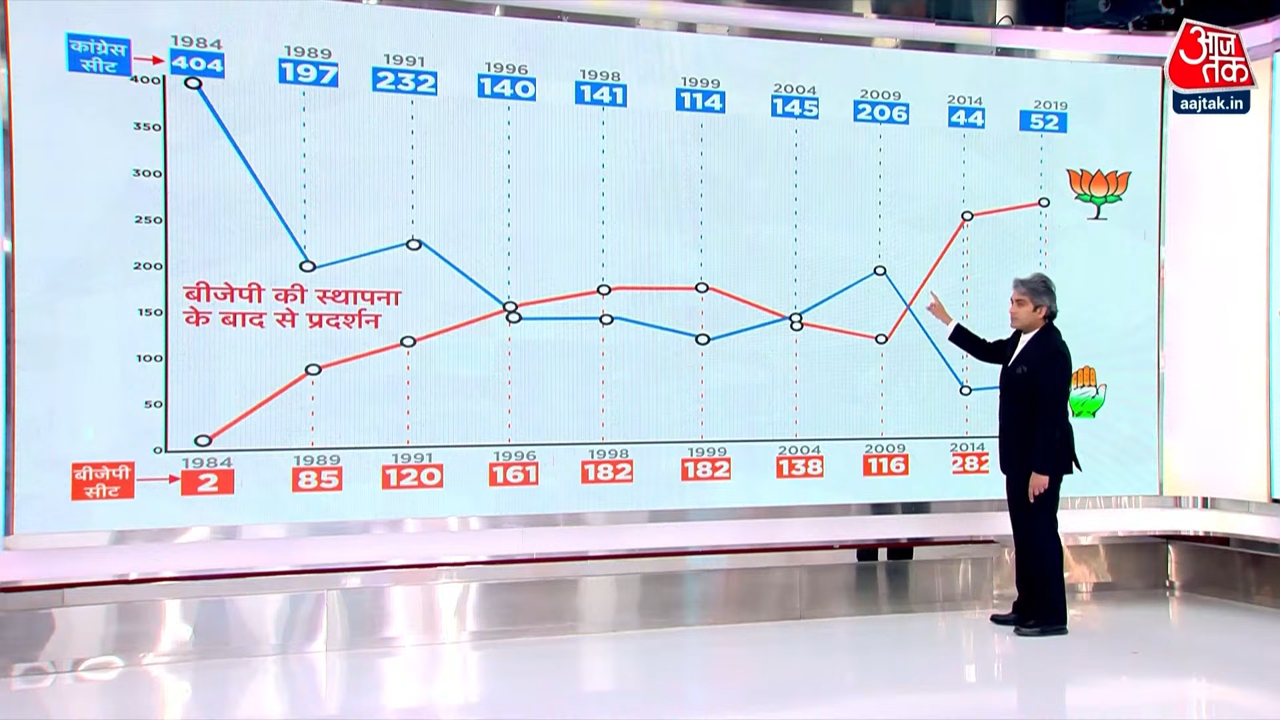 आज
तक
aajtak.in
कांग्रेस
सीट
1984 1989 1991 1996 1998 1999 2004 2009 2014 2019
404 197 232 140 141 114 145 206 44 52
400
350
300
250
200
150
100
50
0
बीजेपी की स्थापना
के बाद से प्रदर्शन
1984 1989 1991 1996 1998 1999 2004 2009 2014
बीजेपी
सीट
2 85 120 161 182 182 138 116 282